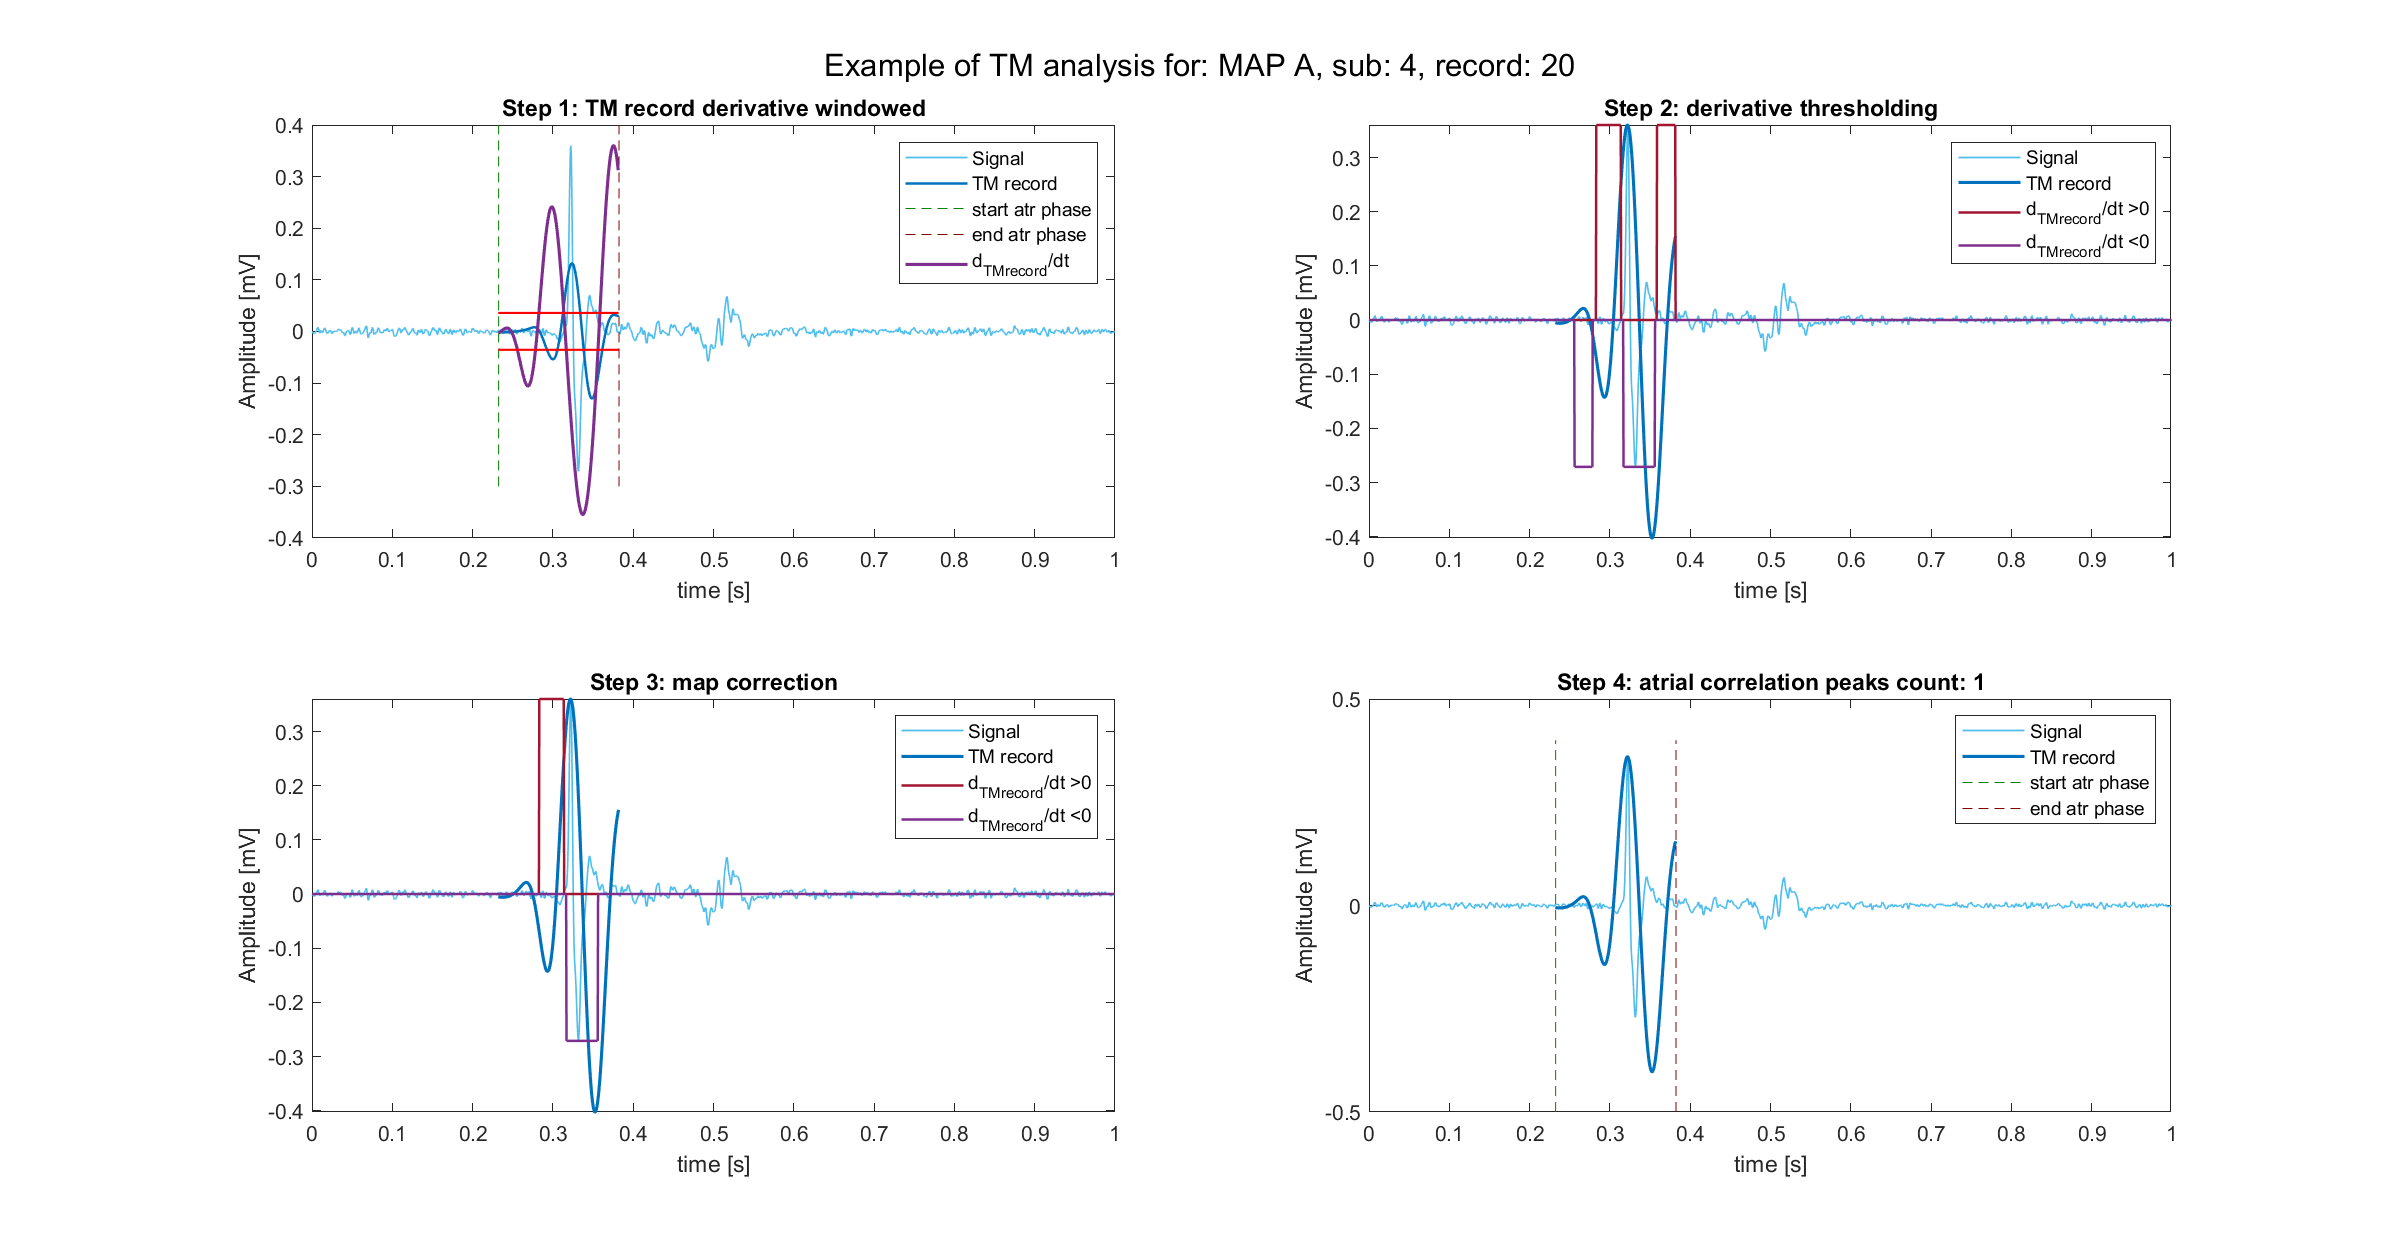 Example of TM analysis for: MAP A, sub: 4, record: 20
Step 1: TM record derivative windowed
0.4
0.3
0.2
0.1
0
-0.1
-0.2
-0.3
-0.4
Amplitude [mV]
0 0.1 0.2 0.3 0.4 0.5 0.6 0.7 0.8 0.9 1
time [s]
Signal
TM record
start atr phase
end atr phase
dTMrecord/dt
Step 2: derivative thresholding
0.3
0.2
0.1
0
-0.1
-0.2
-0.3
-0.4
Amplitude [mV]
0 0.1 0.2 0.3 0.4 0.5 0.6 0.7 0.8 0.9 1
time [s]
Signal
TM record
dTMrecord/dt >0
dTMrecord/dt <0
Step 3: map correction
0.3
0.2
0.1
0
-0.1
-0.2
-0.3
-0.4
Amplitude [mV]
0 0.1 0.2 0.3 0.4 0.5 0.6 0.7 0.8 0.9 1
time [s]
Signal
TM record
dTMrecord/dt >0
dTMrecord/dt <0
Step 4: atrial correlation peaks count: 1
0.5
0
-0.5
Amplitude [mV]
0 0.1 0.2 0.3 0.4 0.5 0.6 0.7 0.8 0.9 1
time [s]
Signal
TM record
start atr phase
end atr phase